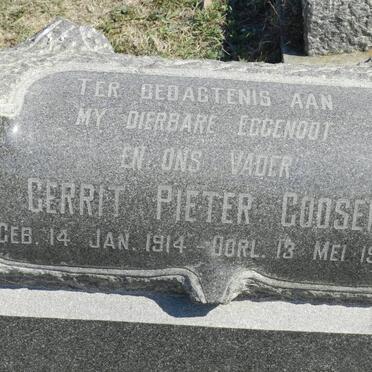 TER GEDAGTENIS AAN
MY DIERBARE EGGENOOT
EN ONS VADER
GERRIT PIETER GOOSE
GEB. 14 JAN. 1914 OORL. 13 MEI 19